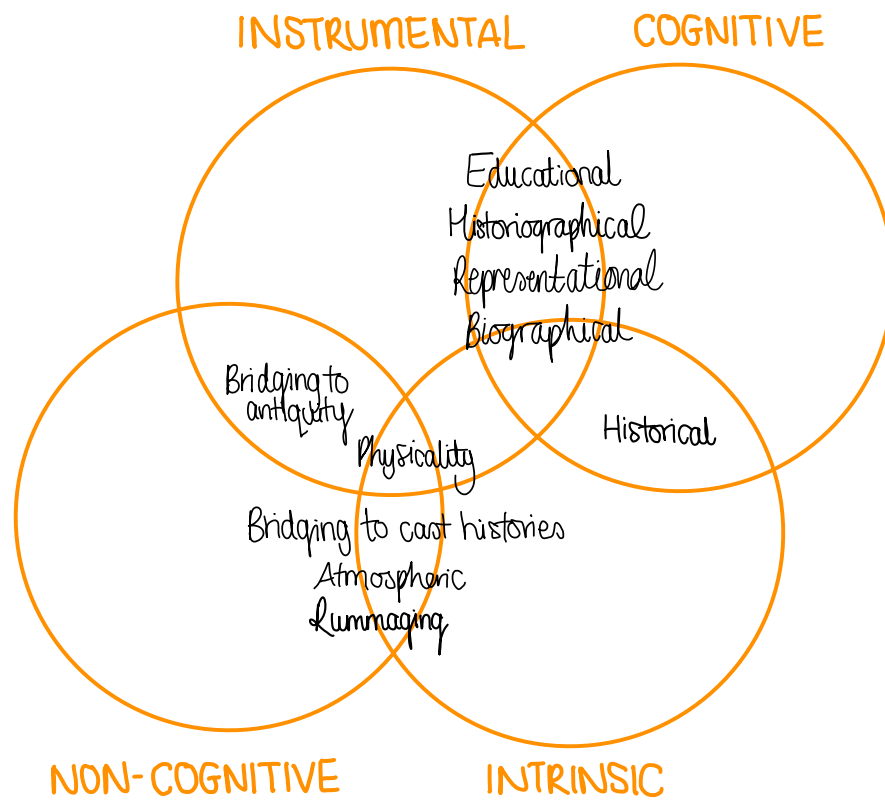 INSTRUMENTAL
COGNITIVE
Educational
Historiographical
Representational
Biographical
Bridging to
antiquity
Historical
Physicality
Bridging to cast histories
Atmospheric
Rummaging
NON-COGNITIVE
INTRINSIC